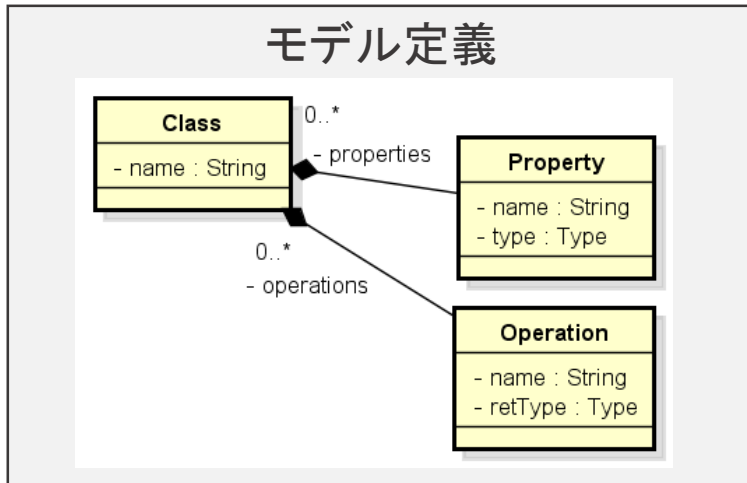 モデル定義
Class
- name : String
0..*
- properties
Property
- name : String
- type : Type
0..*
- operations
Operation
- name : String
- retType : Type